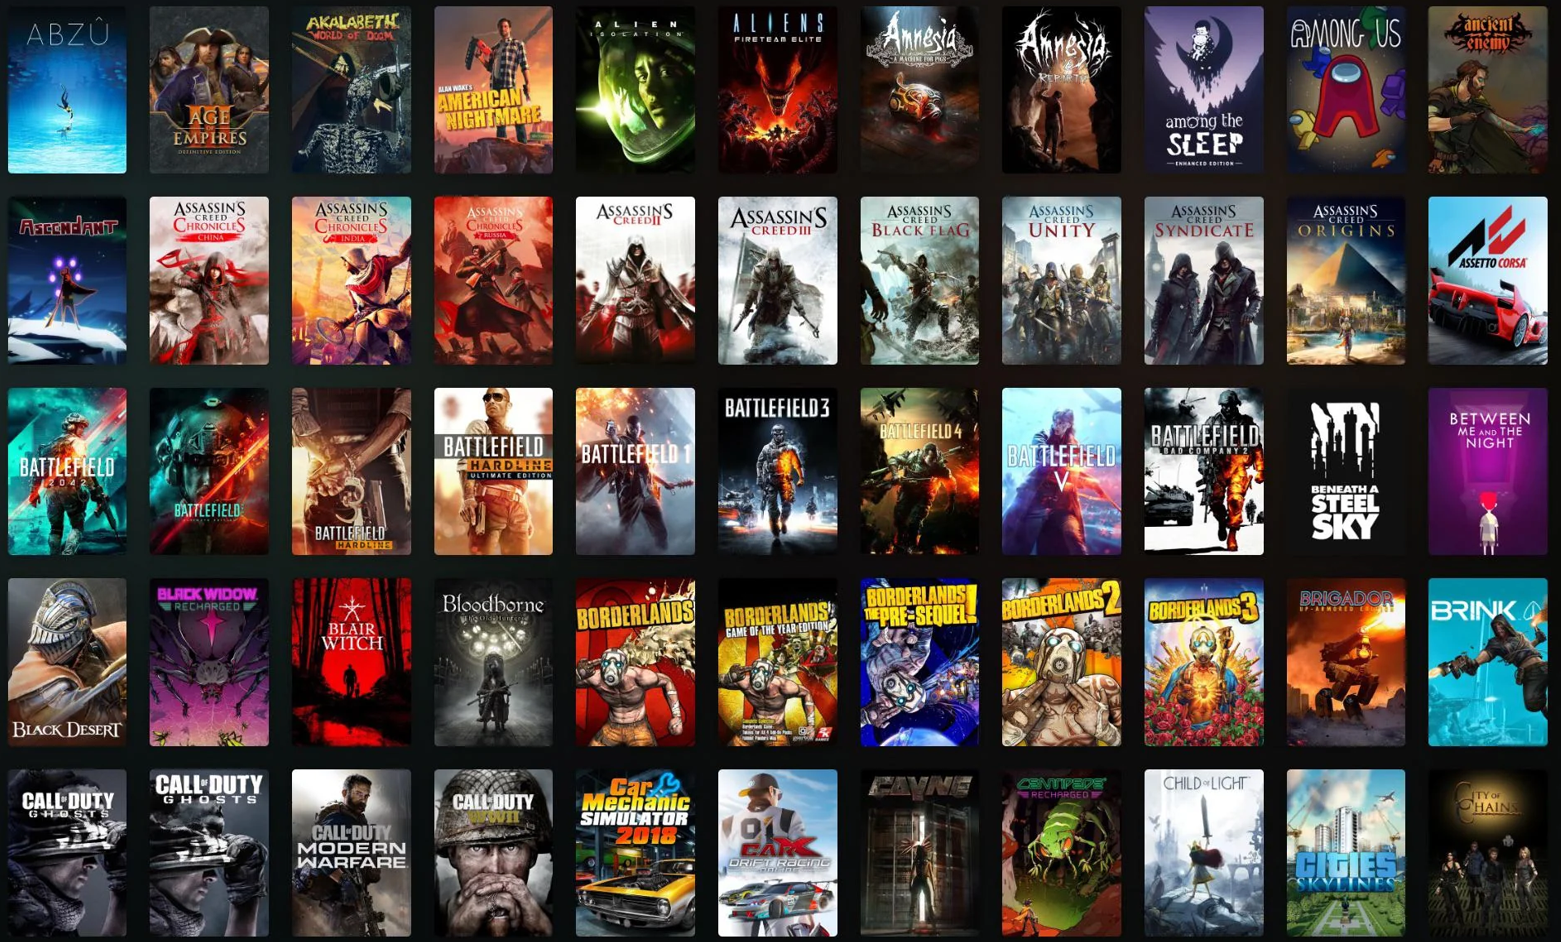 ABZÛ
AGE
III
EMPIRES
DEFINITIVE EDITION
AKALABETH
WORLD OF DOOM
ALAN WAKE'S
AMERICAN
NIGHTMARE
ALIEN
ISOLATION
ALIENS
FIRETEAM ELITE
Amnesia
A MACHINE FOR PIGS
Amnesia
REBIRTH
among the
SLEEP
ENHANCED EDITION
AMONG US
ancient
enemy
ASCENDANT
ASSASSIN'S
CREED
CHRONICLES
CHINA
ASSASSIN'S
CREED
CHRONICLES
INDIA
ASSASSIN'S
CREED
CHRONICLES
RUSSIA
ASSASSIN'S
CREED II
ASSASSIN'S
CREED III
ASSASSIN'S
CREED
BLACK FLAG
ASSASSIN'S
CREED
UNITY
ASSASSIN'S
CREED
SYNDICATE
ASSASSIN'S
CREED
ORIGINS
ASSETTO CORSA
BATTLEFIELD
2042
BATTLEFIELD
BATTLEFIELD
HARDLINE
BATTLEFIELD
HARDLINE
ULTIMATE EDITION
BATTLEFIELD 1
BATTLEFIELD 3
BATTLEFIELD 4
BATTLEFIELD
V
BATTLEFIELD
BAD COMPANY 2
BENEATH A
STEEL
SKY
BETWEEN
ME AND THE
NIGHT
BLACK DESERT
BLACK WIDOW
RECHARGED
BLAIR
WITCH
Bloodborne
The Old Hunters
BORDERLANDS
BORDERLANDS
GAME OF THE YEAR EDITION
BORDERLANDS
THE PRE-SEQUEL!
BORDERLANDS 2
BORDERLANDS 3
BRIGADOR
UP-ARMORED EDITION
BRINK
CALL OF DUTY
GHOSTS
CALL OF DUTY
GHOSTS
CALL OF DUTY
MODERN
WARFARE
CALL OF DUTY
WWII
Car
Mechanic
SIMULATOR
2018
CARX
DRIFT RACING
ONLINE
CAYNE
CENTIPEDE
RECHARGED
CHILD OF LIGHT
CITIES
SKYLINES
CITY OF
CHAINS